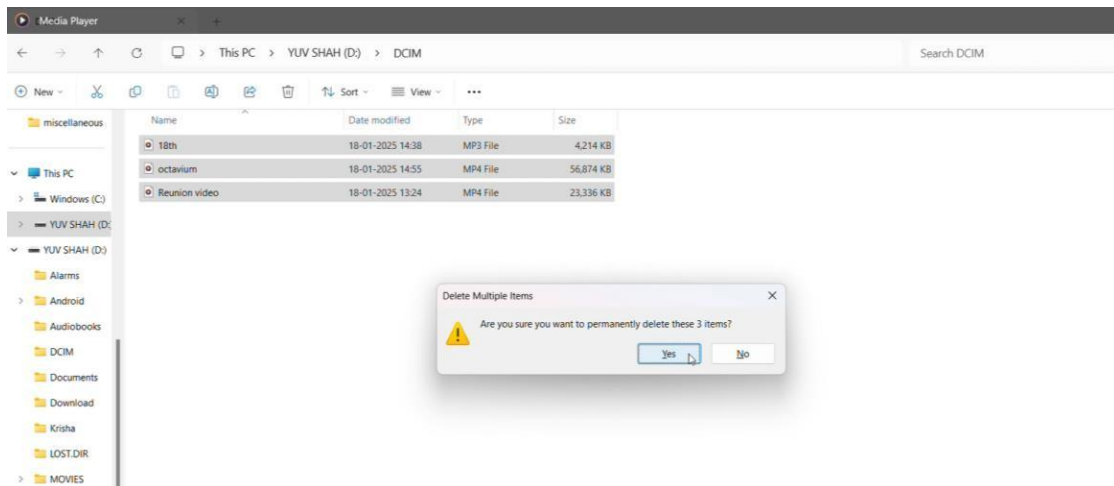 Media Player
This PC > YUV SHAH (D:) > DCIM
Search DCIM
New
Sort
View
Name Date modified Type Size
18th 18-01-2025 14:38 MP3 File 4,214 KB
octavium 18-01-2025 14:55 MP4 File 56,874 KB
Reunion video 18-01-2025 13:24 MP4 File 23,336 KB
miscellaneous
This PC
Windows (C:)
YUV SHAH (D:
YUV SHAH (D:)
Alarms
Android
Audiobooks
DCIM
Documents
Download
Krisha
LOST.DIR
MOVIES
Delete Multiple Items
Are you sure you want to permanently delete these 3 items?
Yes
No